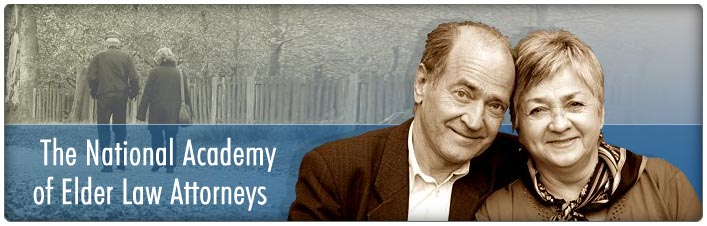 The National Academy
of Elder Law Attorneys